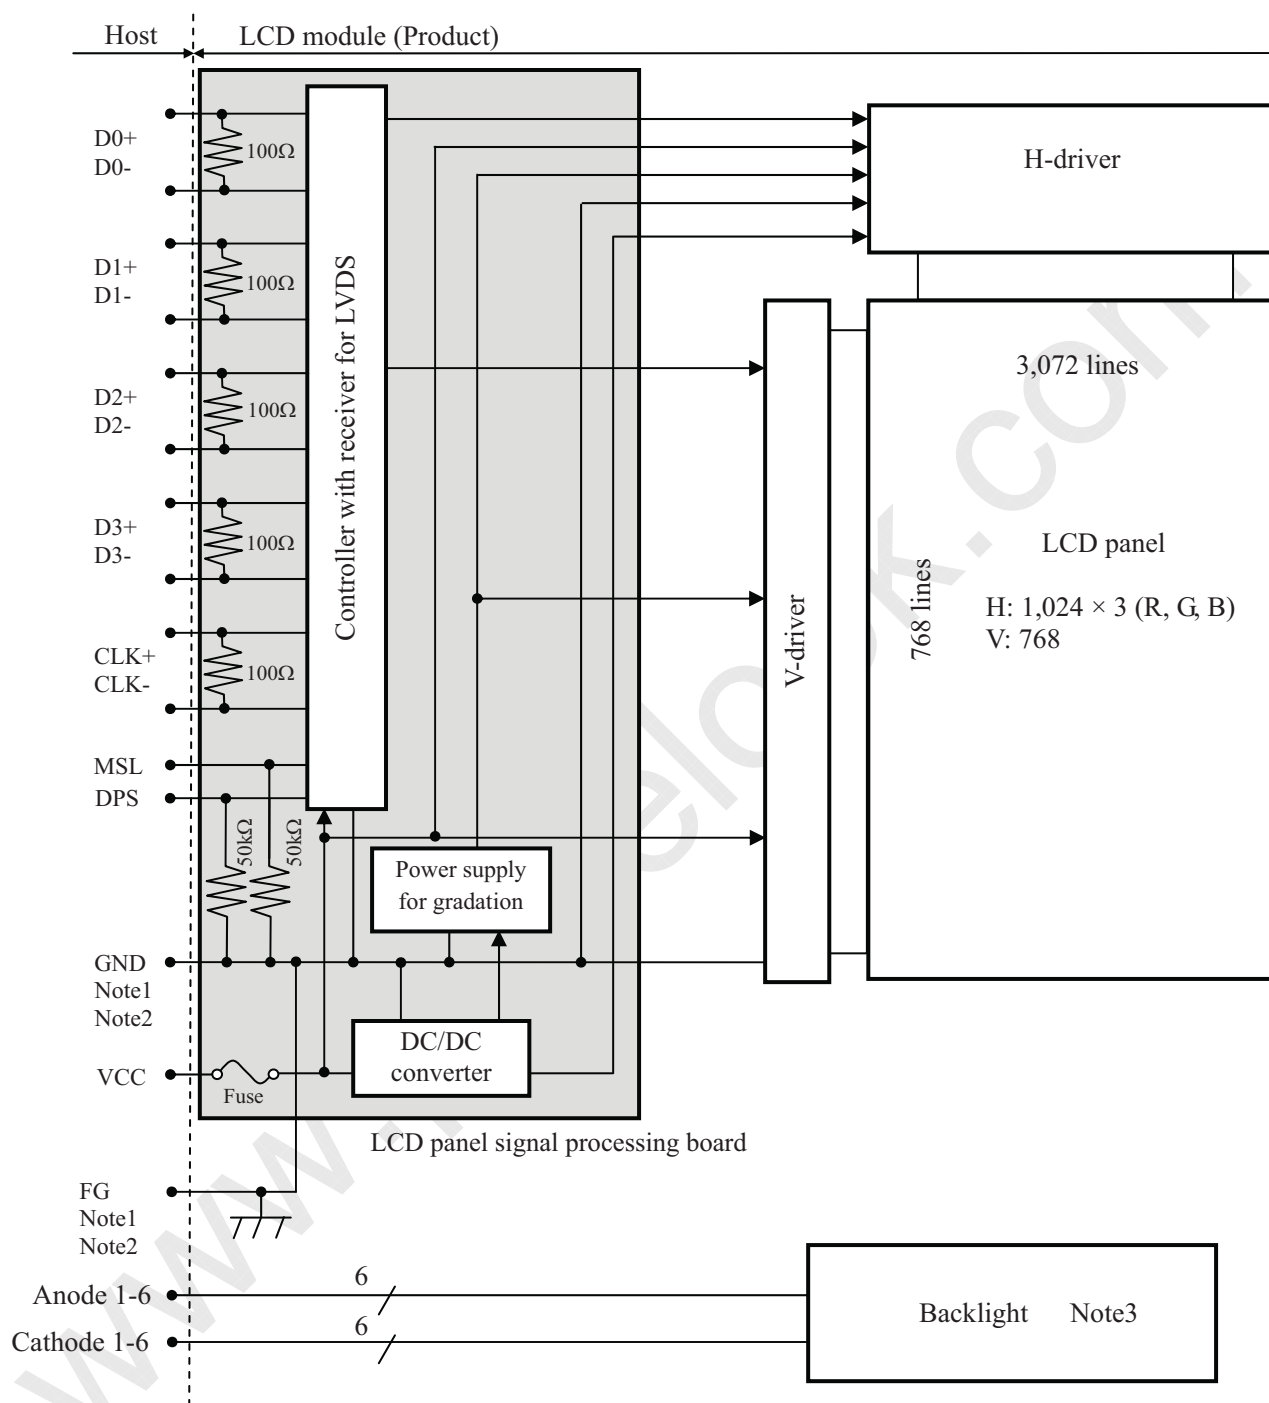 Host
LCD module (Product)
D0+
D0-
100Ω
D1+
D1-
100Ω
D2+
D2-
100Ω
D3+
D3-
100Ω
CLK+
CLK-
100Ω
MSL
DPS
50kΩ
50kΩ
GND
Note1
Note2
VCC
Fuse
Controller with receiver for LVDS
Power supply
for gradation
DC/DC
converter
LCD panel signal processing board
H-driver
V-driver
3,072 lines
768 lines
LCD panel
H: 1,024 × 3 (R, G, B)
V: 768
FG
Note1
Note2
Anode 1-6
6
Cathode 1-6
6
Backlight Note3